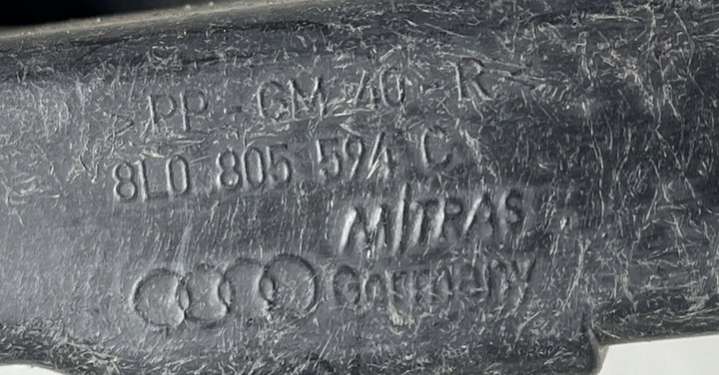 >PP-GM 40-R<
8L0 805 594 C
MITRAS
Germany